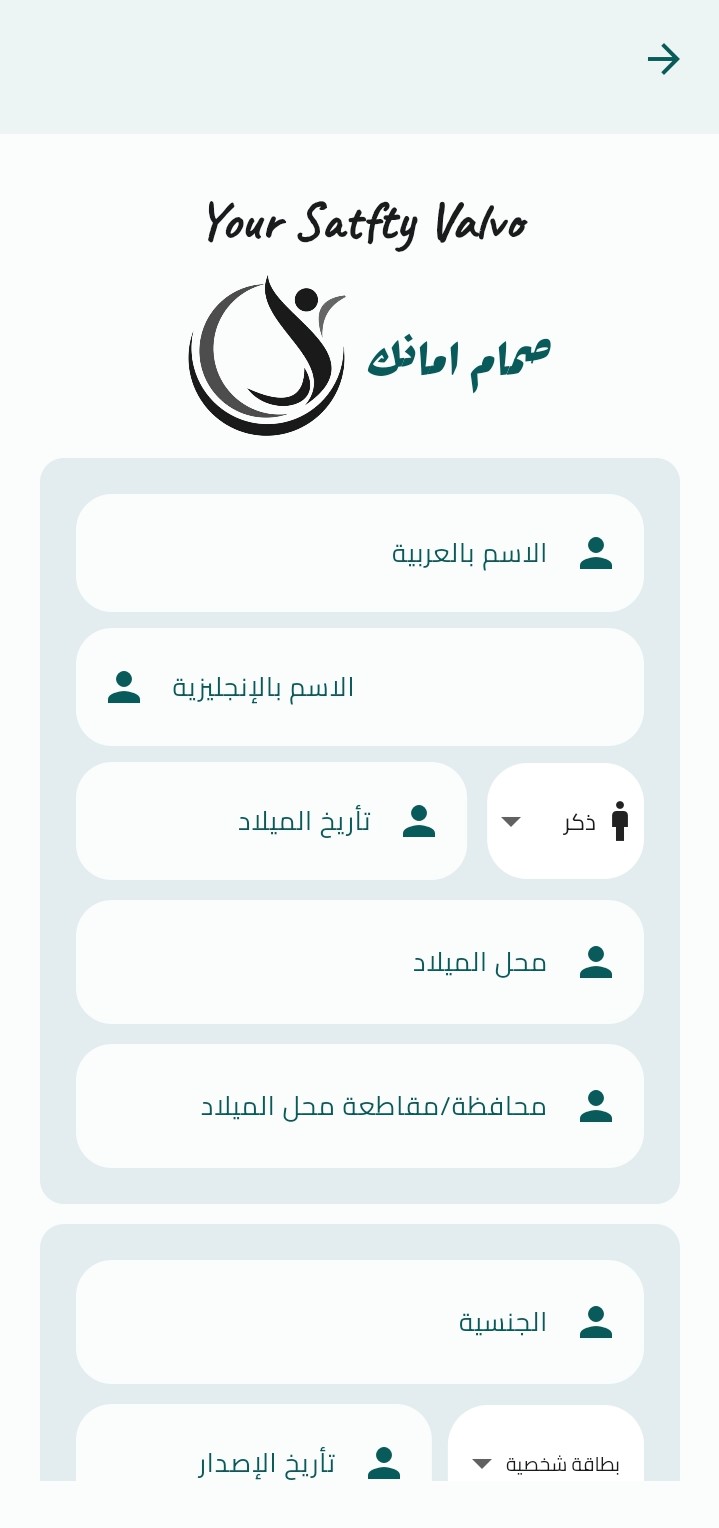 Your Satfty Valvo
صمام امانك
الاسم بالعربية
الاسم بالإنجليزية
ذكر
تأريخ الميلاد
محل الميلاد
محافظة/مقاطعة محل الميلاد
الجنسية
بطاقة شخصية
تأريخ الإصدار